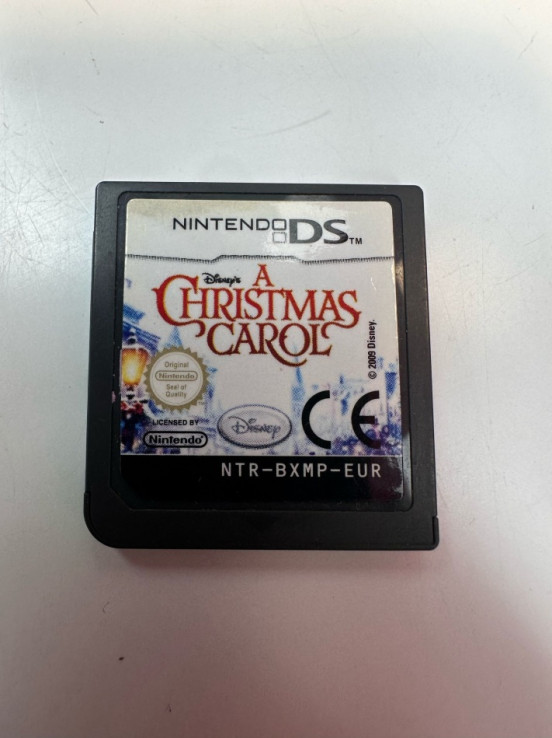 NINTENDO DS™
Disney's
A
CHRISTMAS
CAROL
© 2009 Disney.
Original
Nintendo
Seal of
Quality
LICENSED BY
Nintendo®
Disney
CE
NTR-BXMP-EUR